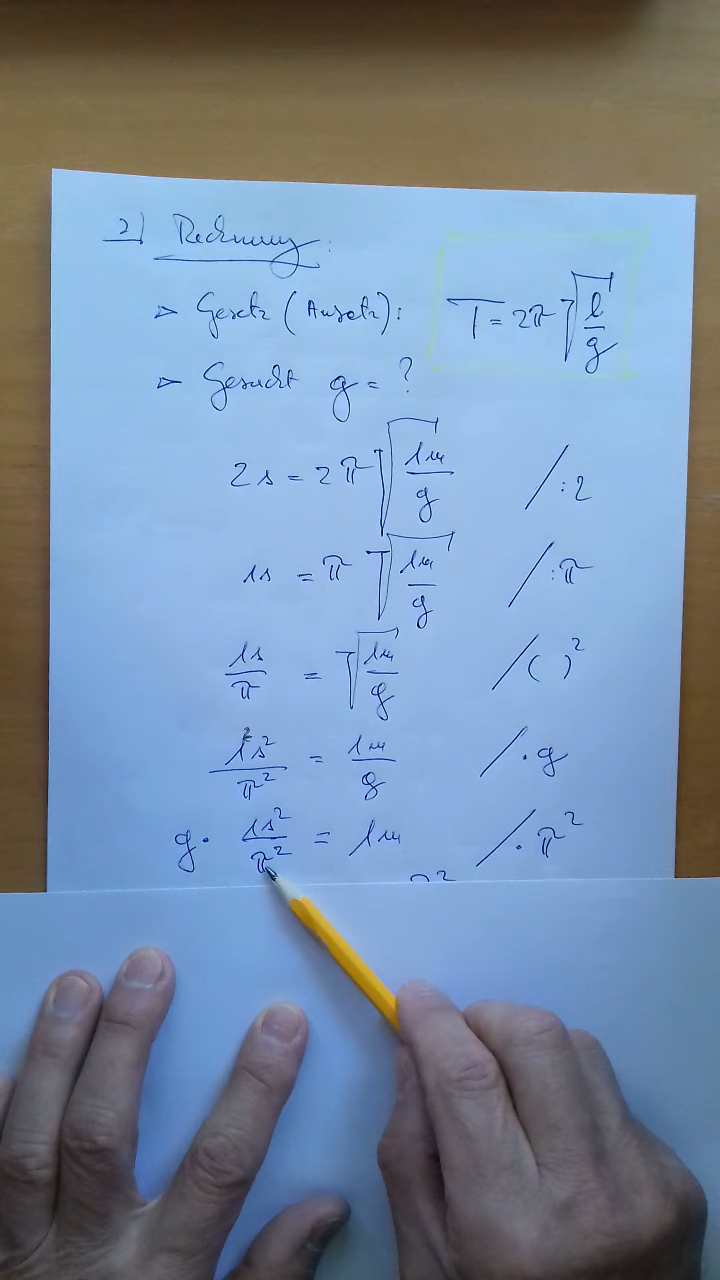 2) Rechnung:
▷ Gesetz (Ansatz): T = 2π √(l/g)
▷ Gesucht g = ?
2s = 2π √(1m/g) /:2
1s = π √(1m/g) /:π
1s/π = √(1m/g) /( )²
1²s²/π² = 1m/g /·g
g· 1s²/π² = 1m /·π²